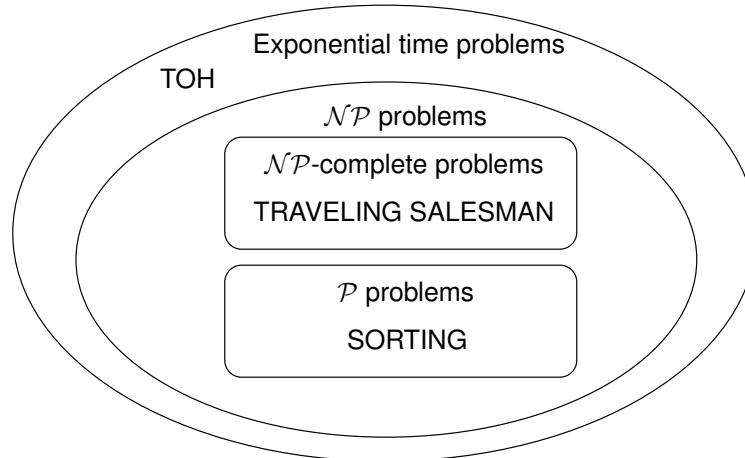 Exponential time problems
TOH
𝒩𝒫 problems
𝒩𝒫-complete problems
TRAVELING SALESMAN
𝒫 problems
SORTING